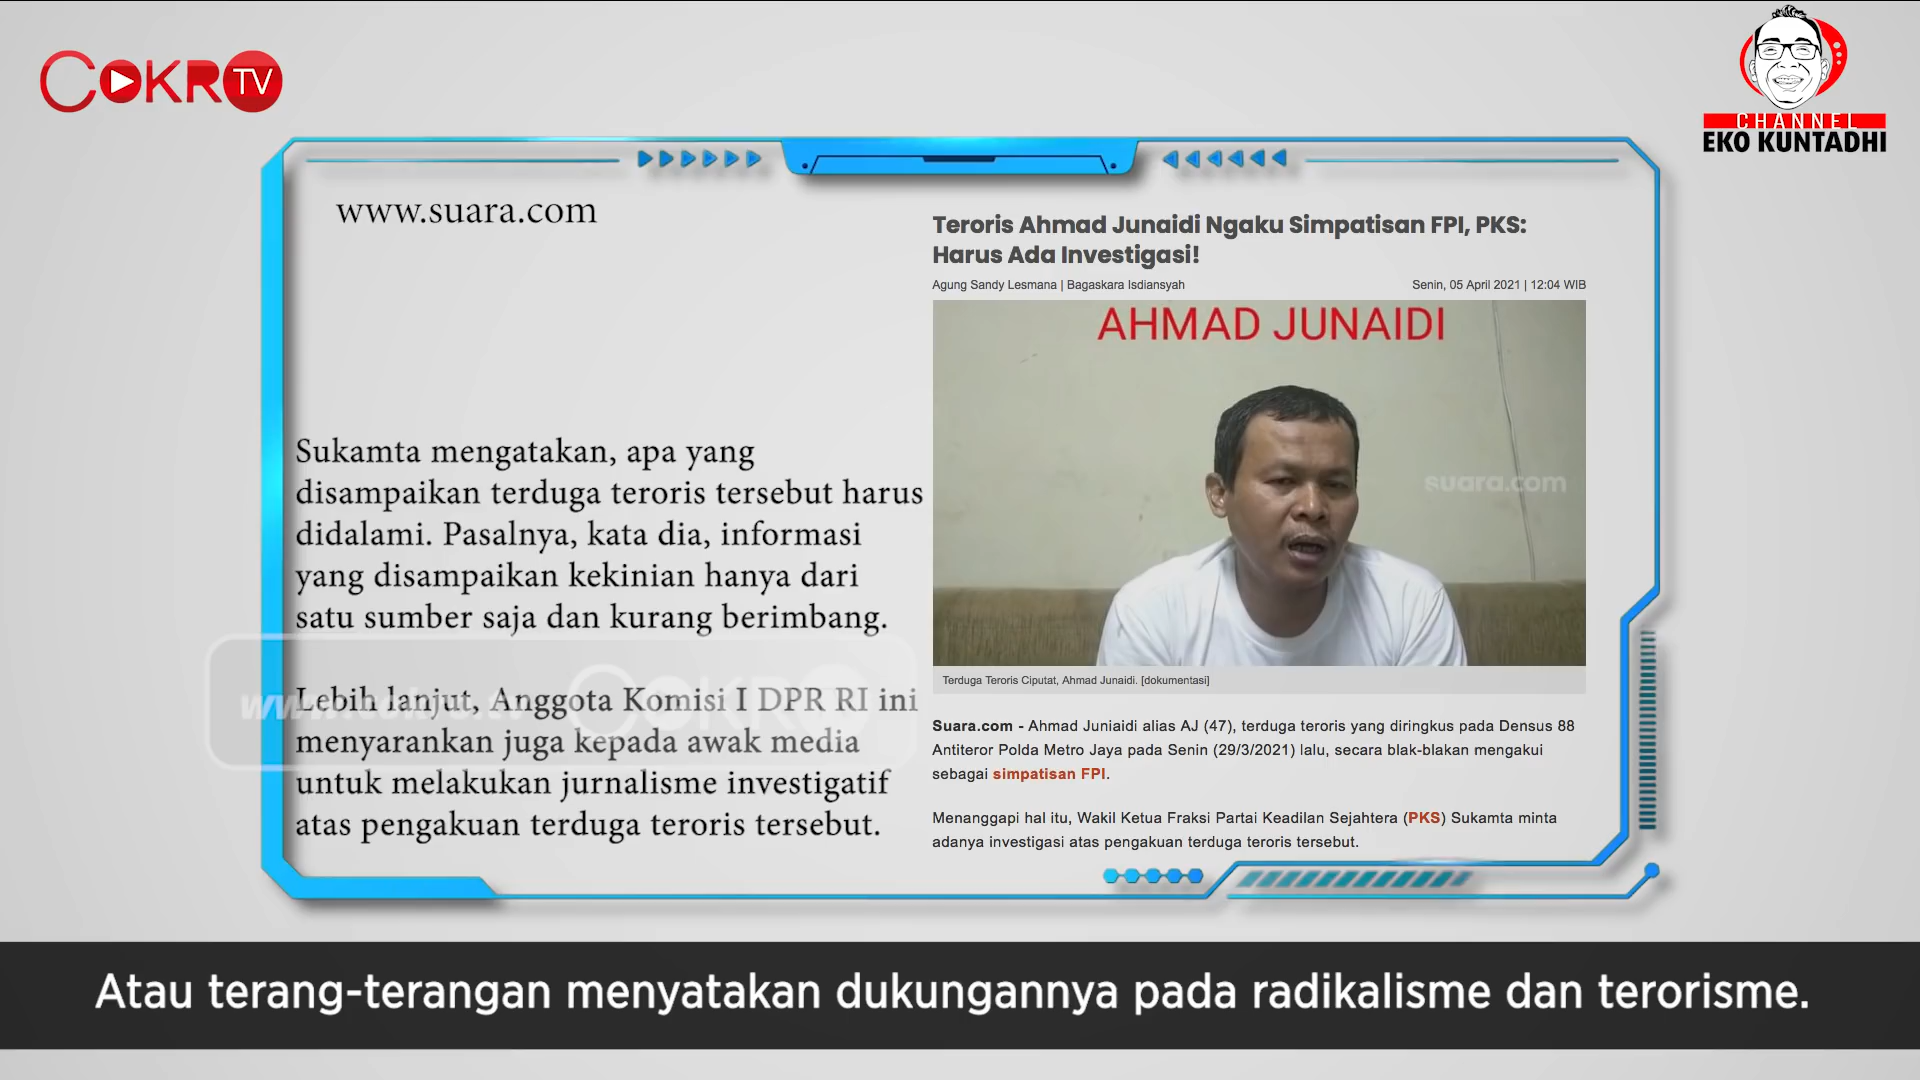 COKRO TV
CHANNEL
EKO KUNTADHI
www.suara.com
Sukamta mengatakan, apa yang
disampaikan terduga teroris tersebut harus
didalami. Pasalnya, kata dia, informasi
yang disampaikan kekinian hanya dari
satu sumber saja dan kurang berimbang.
Lebih lanjut, Anggota Komisi I DPR RI ini
menyarankan juga kepada awak media
untuk melakukan jurnalisme investigatif
atas pengakuan terduga teroris tersebut.
www.cokro.tv
COKRO
Teroris Ahmad Junaidi Ngaku Simpatisan FPI, PKS:
Harus Ada Investigasi!
Agung Sandy Lesmana | Bagaskara Isdiansyah
Senin, 05 April 2021 | 12:04 WIB
AHMAD JUNAIDI
suara.com
Terduga Teroris Ciputat, Ahmad Junaidi. [dokumentasi]
Suara.com - Ahmad Juniaidi alias AJ (47), terduga teroris yang diringkus pada Densus 88
Antiteror Polda Metro Jaya pada Senin (29/3/2021) lalu, secara blak-blakan mengakui
sebagai simpatisan FPI.
Menanggapi hal itu, Wakil Ketua Fraksi Partai Keadilan Sejahtera (PKS) Sukamta minta
adanya investigasi atas pengakuan terduga teroris tersebut.
Atau terang-terangan menyatakan dukungannya pada radikalisme dan terorisme.